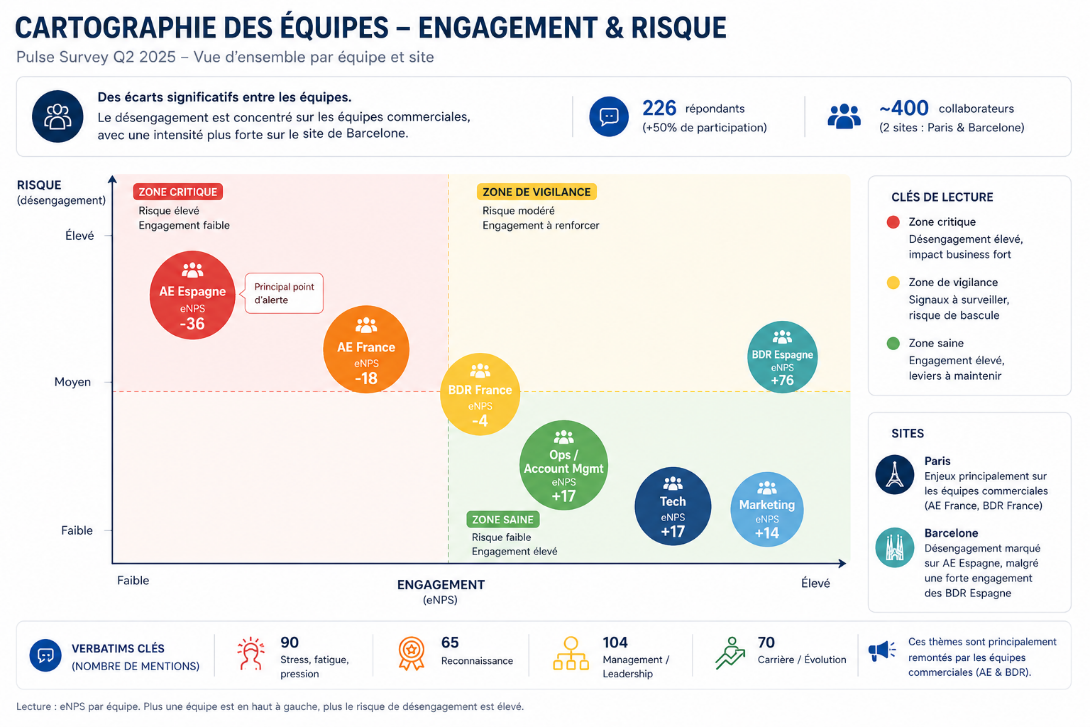 CARTOGRAPHIE DES ÉQUIPES – ENGAGEMENT & RISQUE
Pulse Survey Q2 2025 – Vue d'ensemble par équipe et site
Des écarts significatifs entre les équipes.
Le désengagement est concentré sur les équipes commerciales,
avec une intensité plus forte sur le site de Barcelone.
226 répondants
(+50% de participation)
~400 collaborateurs
(2 sites : Paris & Barcelone)
RISQUE
(désengagement)
Élevé
Moyen
Faible
ZONE CRITIQUE
Risque élevé
Engagement faible
ZONE DE VIGILANCE
Risque modéré
Engagement à renforcer
AE Espagne
eNPS
-36
Principal point
d'alerte
AE France
eNPS
-18
BDR France
eNPS
-4
BDR Espagne
eNPS
+76
Ops /
Account Mgmt
eNPS
+17
Tech
eNPS
+17
Marketing
eNPS
+14
ZONE SAINE
Risque faible
Engagement élevé
Faible
ENGAGEMENT
(eNPS)
Élevé
CLÉS DE LECTURE
Zone critique
Désengagement élevé,
impact business fort
Zone de vigilance
Signaux à surveiller,
risque de bascule
Zone saine
Engagement élevé,
leviers à maintenir
SITES
Paris
Enjeux principalement sur
les équipes commerciales
(AE France, BDR France)
Barcelone
Désengagement marqué
sur AE Espagne, malgré
une forte engagement
des BDR Espagne
VERBATIMS CLÉS
(NOMBRE DE MENTIONS)
90
Stress, fatigue,
pression
65
Reconnaissance
104
Management /
Leadership
70
Carrière / Évolution
Ces thèmes sont principalement
remontés par les équipes
commerciales (AE & BDR).
Lecture : eNPS par équipe. Plus une équipe est en haut à gauche, plus le risque de désengagement est élevé.